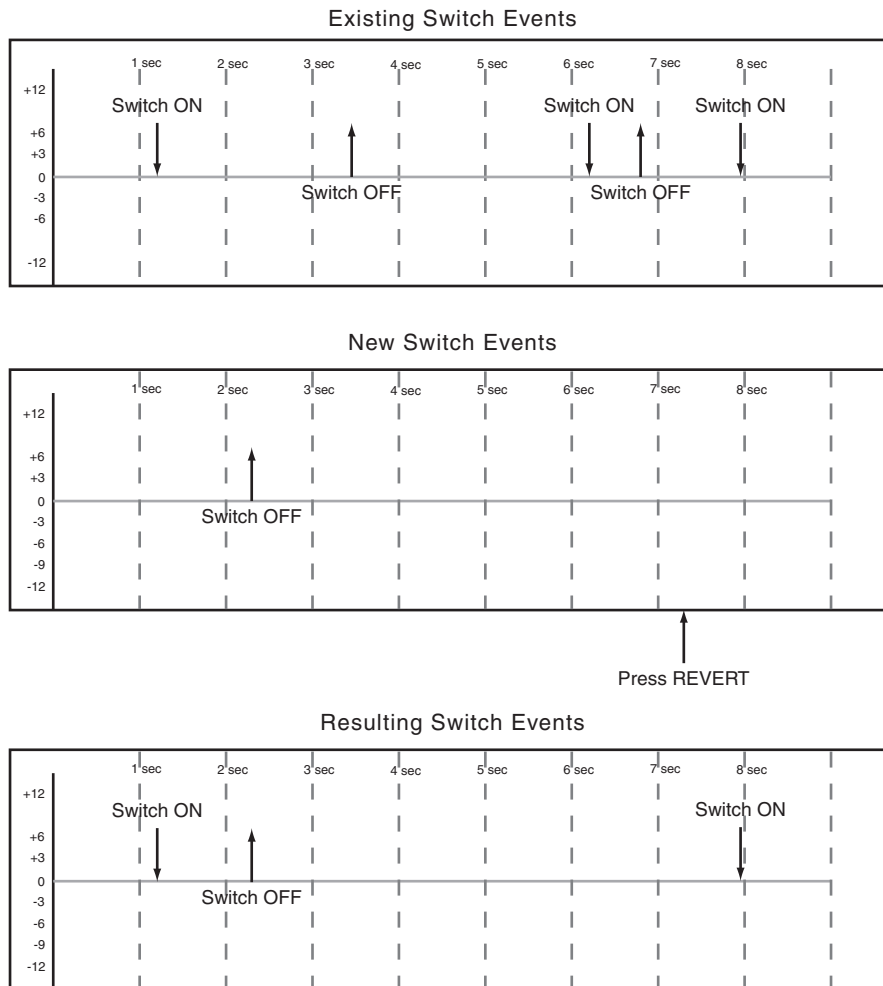 Existing Switch Events
1 sec 2 sec 3 sec 4 sec 5 sec 6 sec 7 sec 8 sec
+12
Switch ON Switch ON Switch ON
+6
+3
0
Switch OFF Switch OFF
-3
-6
-12
New Switch Events
1 sec 2 sec 3 sec 4 sec 5 sec 6 sec 7 sec 8 sec
+12
+6
+3
0
Switch OFF
-3
-6
-9
-12
Press REVERT
Resulting Switch Events
1 sec 2 sec 3 sec 4 sec 5 sec 6 sec 7 sec 8 sec
+12
Switch ON Switch ON
+6
+3
0
Switch OFF
-3
-6
-9
-12